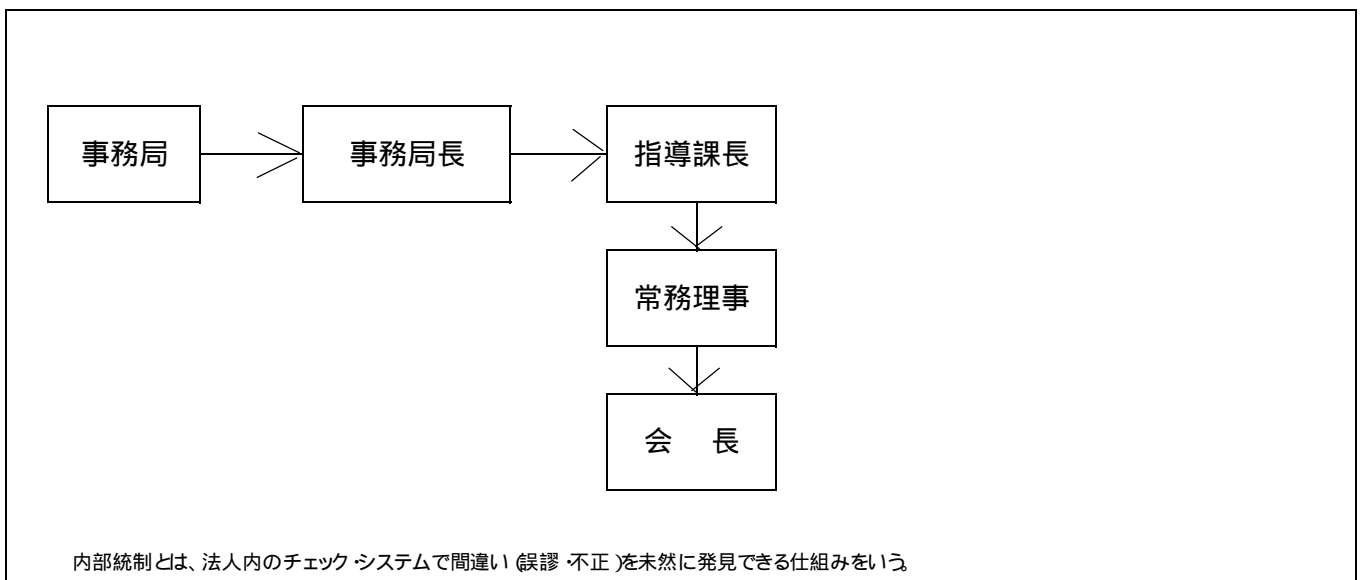 事務局
事務局長
指導課長
常務理事
会 長
内部統制とは、法人内のチェック・システムで間違い(誤謬・不正)を未然に発見できる仕組みをいう。